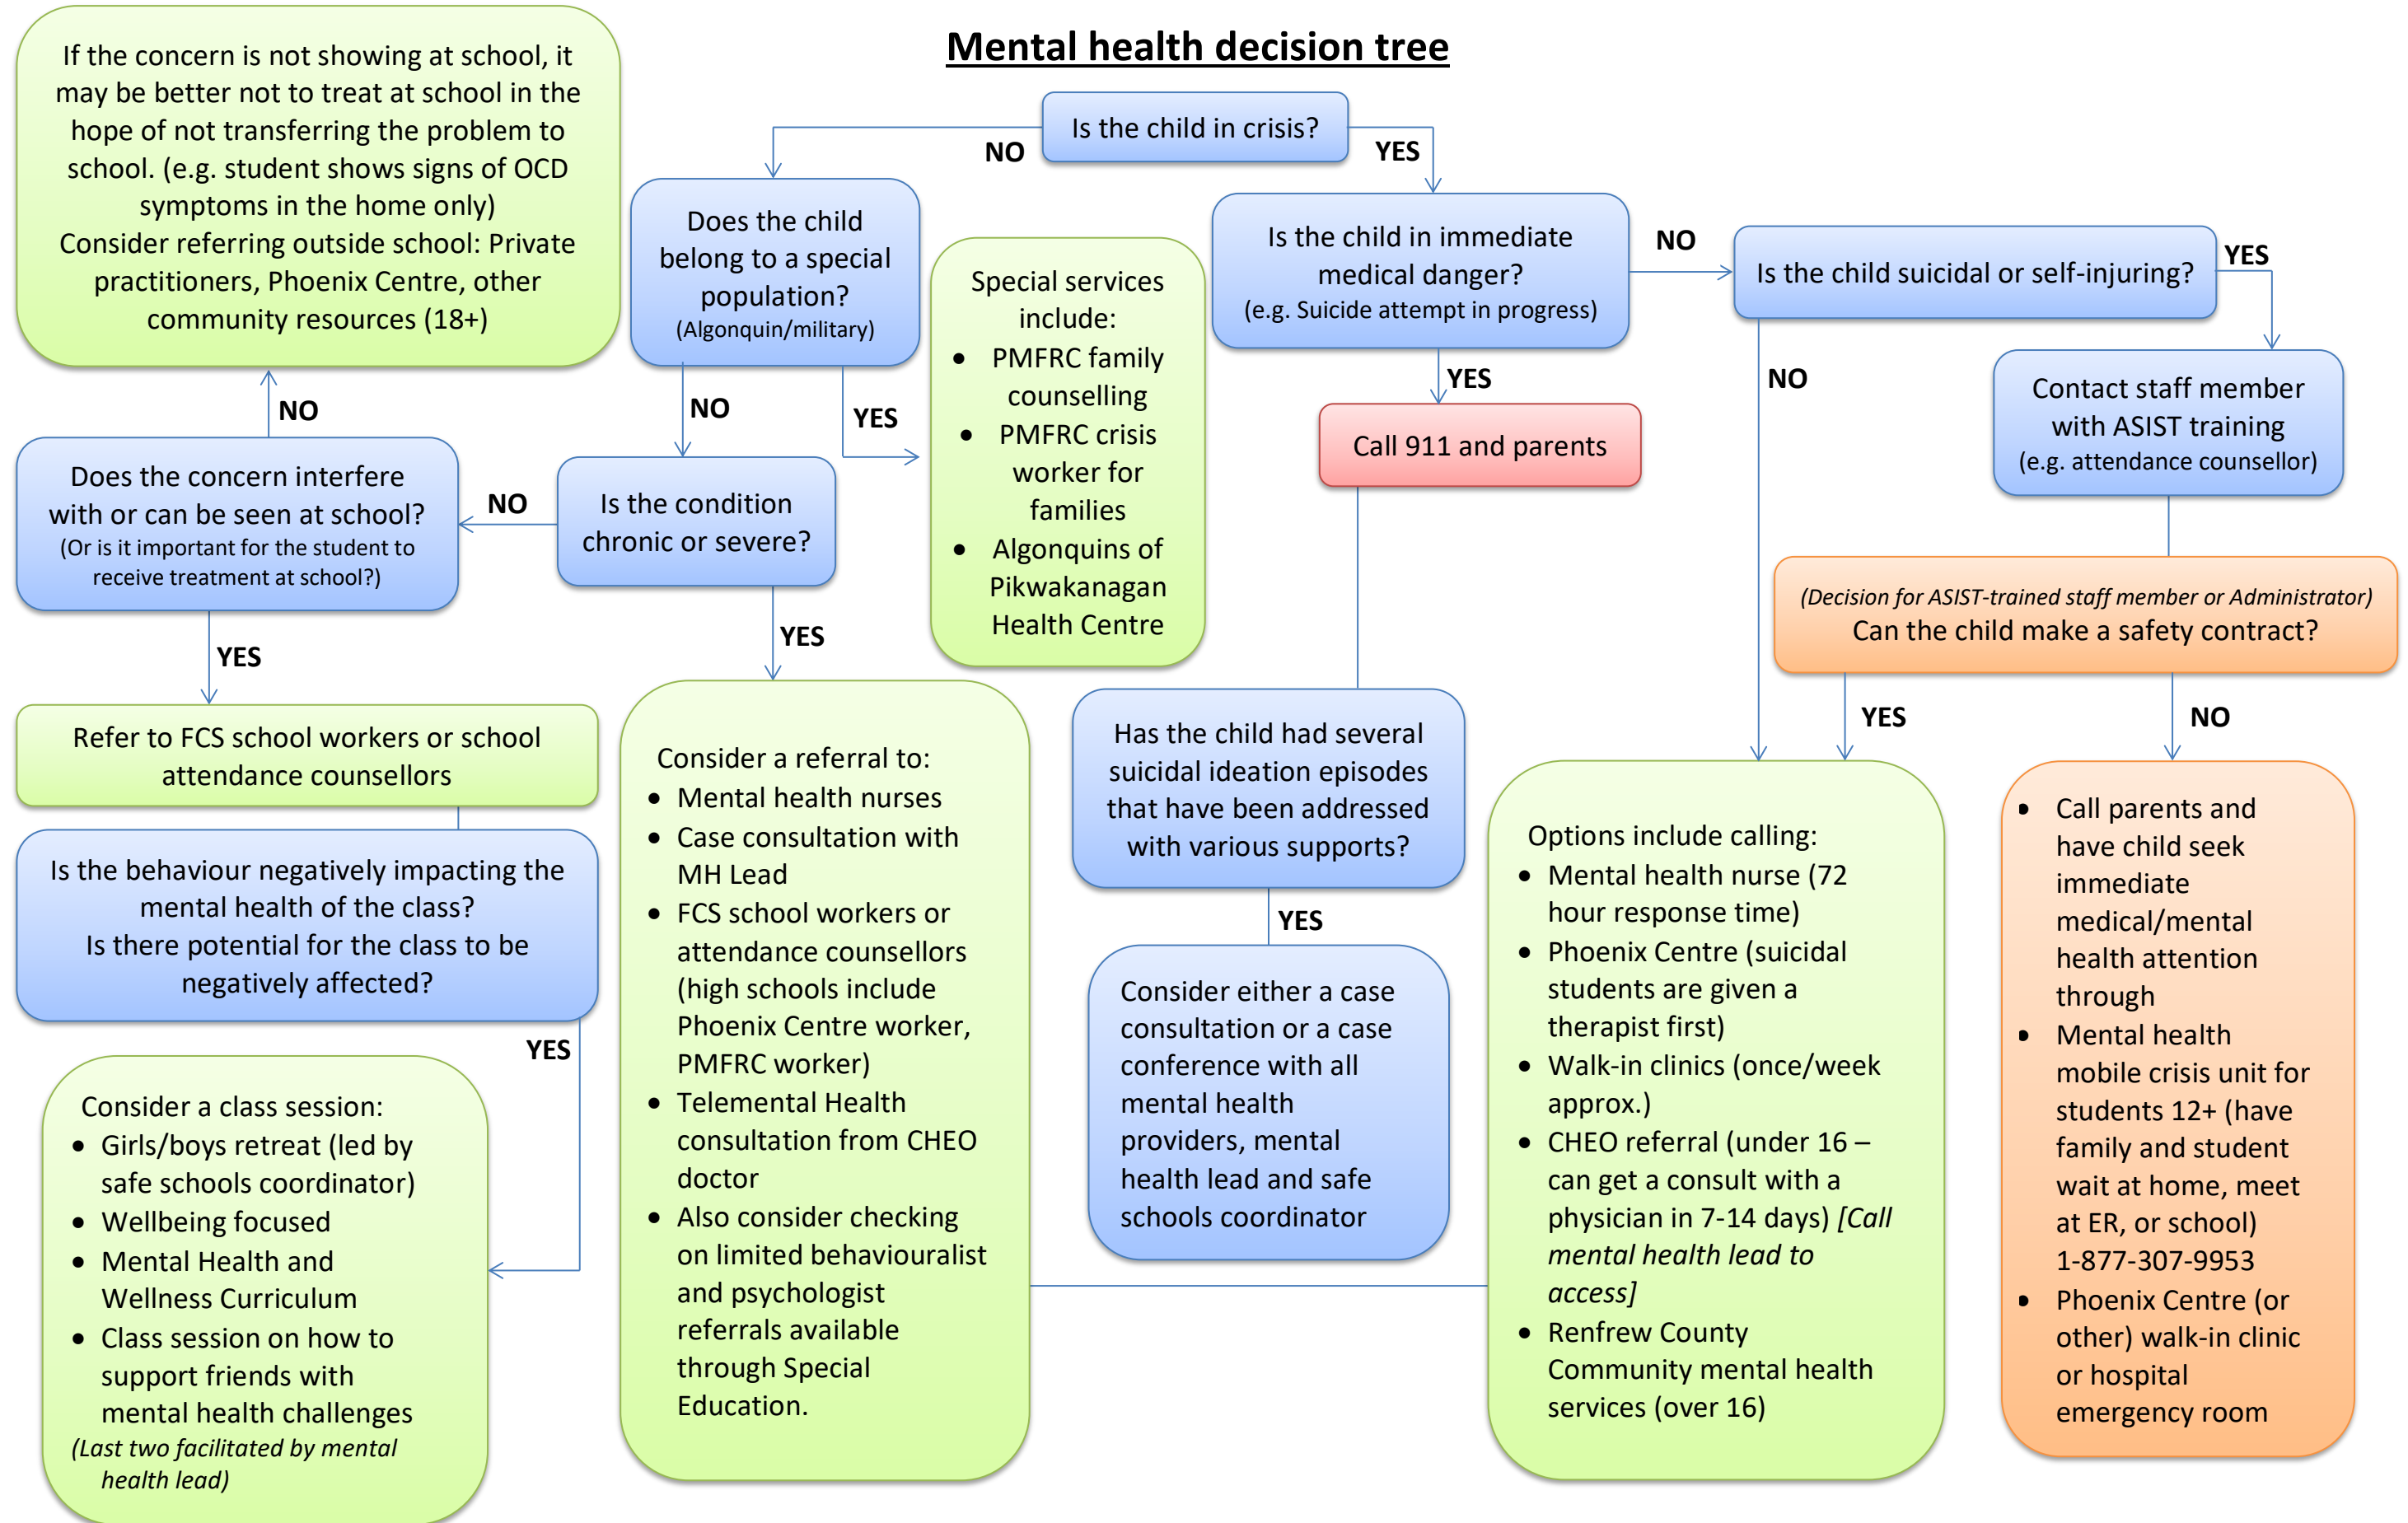 Mental health decision tree
If the concern is not showing at school, it
may be better not to treat at school in the
hope of not transferring the problem to
school. (e.g. student shows signs of OCD
symptoms in the home only)
Consider referring outside school: Private
practitioners, Phoenix Centre, other
community resources (18+)
Is the child in crisis?
NO
YES
Does the child
belong to a special
population?
(Algonquin/military)
Special services
include:
• PMFRC family
counselling
• PMFRC crisis
worker for
families
• Algonquins of
Pikwakanagan
Health Centre
Is the child in immediate
medical danger?
(e.g. Suicide attempt in progress)
NO
Is the child suicidal or self-injuring?
YES
NO
NO
YES
YES
NO
Contact staff member
with ASIST training
(e.g. attendance counsellor)
Call 911 and parents
Does the concern interfere
with or can be seen at school?
(Or is it important for the student to
receive treatment at school?)
NO
Is the condition
chronic or severe?
YES
YES
(Decision for ASIST-trained staff member or Administrator)
Can the child make a safety contract?
YES
NO
Refer to FCS school workers or school
attendance counsellors
Is the behaviour negatively impacting the
mental health of the class?
Is there potential for the class to be
negatively affected?
YES
Consider a class session:
• Girls/boys retreat (led by
safe schools coordinator)
• Wellbeing focused
• Mental Health and
Wellness Curriculum
• Class session on how to
support friends with
mental health challenges
(Last two facilitated by mental
health lead)
Consider a referral to:
• Mental health nurses
• Case consultation with
MH Lead
• FCS school workers or
attendance counsellors
(high schools include
Phoenix Centre worker,
PMFRC worker)
• Telemental Health
consultation from CHEO
doctor
• Also consider checking
on limited behaviouralist
and psychologist
referrals available
through Special
Education.
Has the child had several
suicidal ideation episodes
that have been addressed
with various supports?
YES
Consider either a case
consultation or a case
conference with all
mental health
providers, mental
health lead and safe
schools coordinator
Options include calling:
• Mental health nurse (72
hour response time)
• Phoenix Centre (suicidal
students are given a
therapist first)
• Walk-in clinics (once/week
approx.)
• CHEO referral (under 16 –
can get a consult with a
physician in 7-14 days) [Call
mental health lead to
access]
• Renfrew County
Community mental health
services (over 16)
• Call parents and
have child seek
immediate
medical/mental
health attention
through
• Mental health
mobile crisis unit for
students 12+ (have
family and student
wait at home, meet
at ER, or school)
1-877-307-9953
• Phoenix Centre (or
other) walk-in clinic
or hospital
emergency room